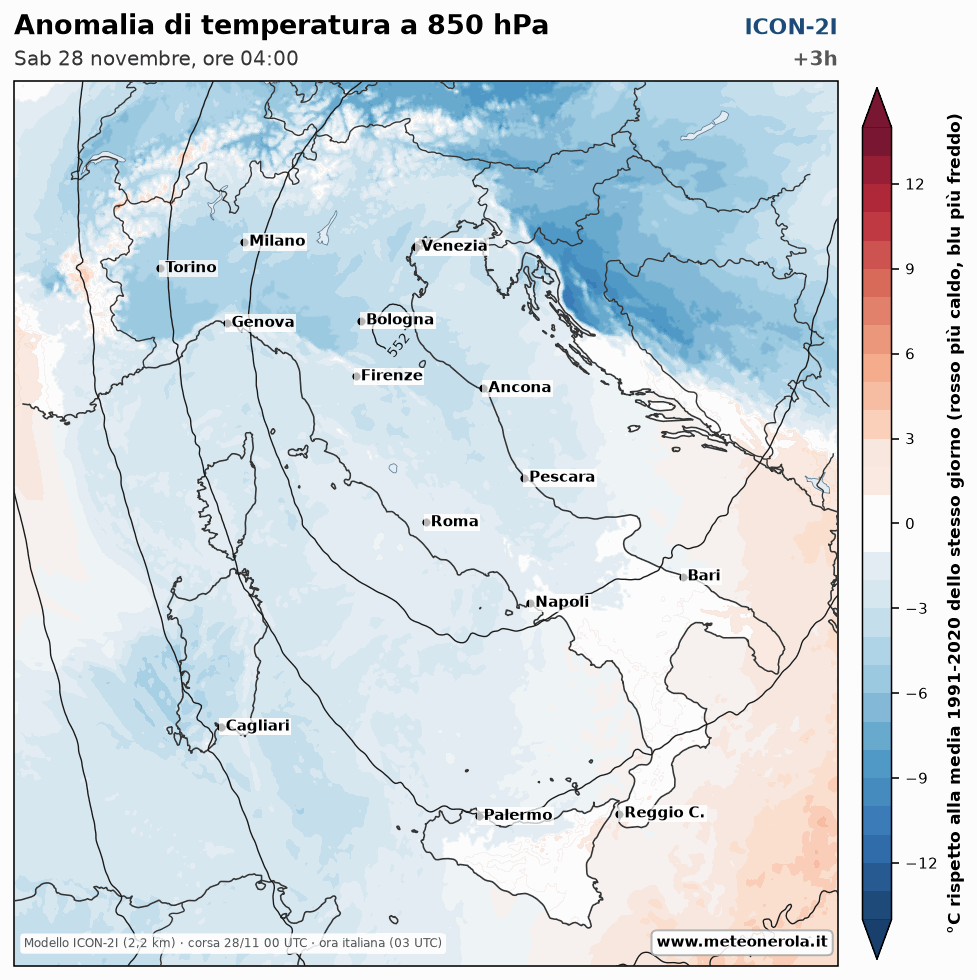 Anomalia di temperatura a 850 hPa
ICON-2I
Sab 28 novembre, ore 04:00
+3h
Milano
Venezia
Torino
Genova
Bologna
552
Firenze
Ancona
Pescara
Roma
Bari
Napoli
Cagliari
Palermo
Reggio C.
Modello ICON-2I (2,2 km) · corsa 28/11 00 UTC · ora italiana (03 UTC)
www.meteonerola.it
12
9
6
3
0
−3
−6
−9
−12
°C rispetto alla media 1991-2020 dello stesso giorno (rosso più caldo, blu più freddo)